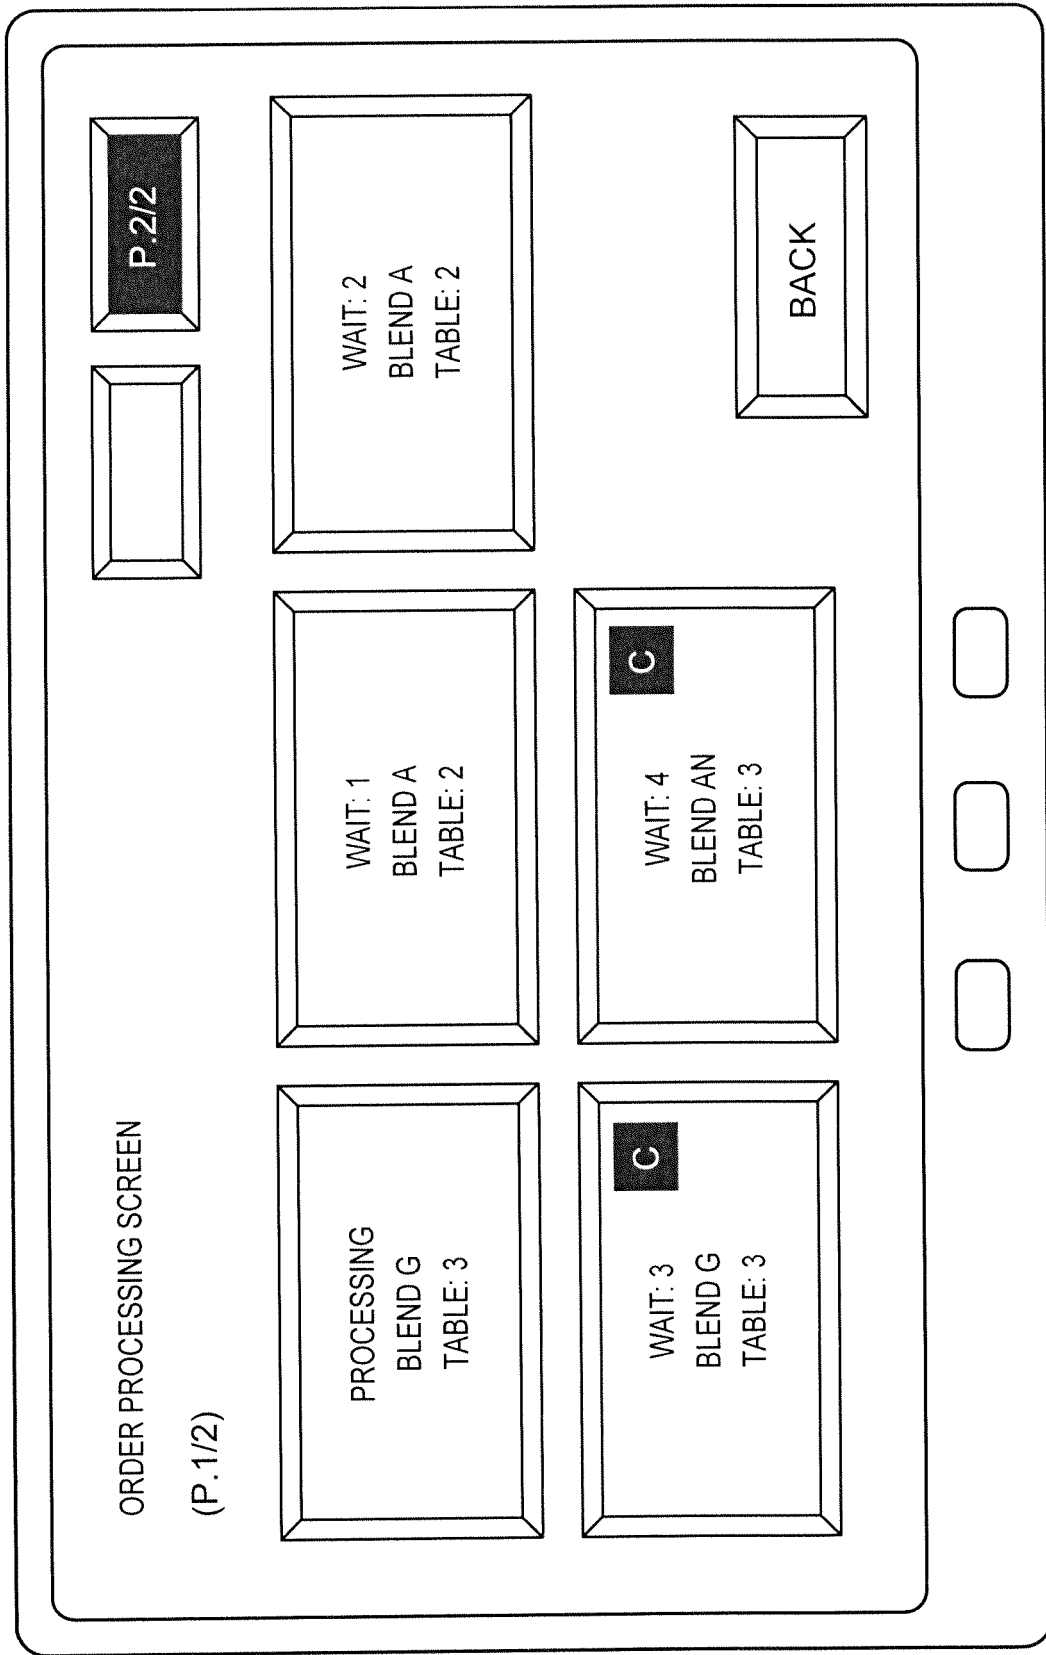 ORDER PROCESSING SCREEN
(P.1/2)
P.2/2
PROCESSING
BLEND G
TABLE: 3
WAIT: 1
BLEND A
TABLE: 2
WAIT: 2
BLEND A
TABLE: 2
C
WAIT: 3
BLEND G
TABLE: 3
C
WAIT: 4
BLEND AN
TABLE: 3
BACK